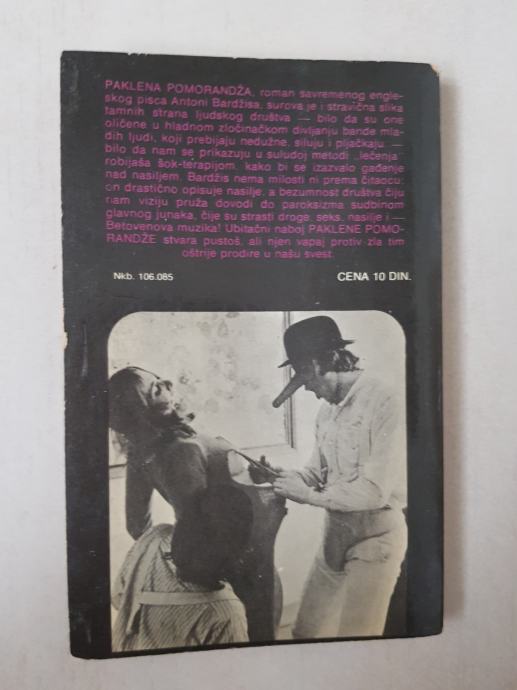 PAKLENA POMORANDŽA, roman savremenog engle-
skog pisca Antoni Bardžisa, surova je i stravična slika
tamnih strana ljudskog društva — bilo da su one
oličene u hladnom zločinačkom divljanju bande mla-
dih ljudi, koji prebijaju nedužne, siluju i pljačkaju, —
bilo da nam se prikazuju u suludoj metodi „lečenja
robijaša šok-terapijom, kako bi se izazvalo gađenje
nad nasiljem. Bardžis nema milosti ni prema čitaocu:
on drastično opisuje nasilje, a bezumnost društva čiju
nam viziju pruža dovodi do paroksizma sudbinom
glavnog junaka, čije su strasti droge, seks, nasilje i —
Betovenova muzika! Ubitačni naboj PAKLENE POMO-
RANDŽE stvara pustoš, ali njen vapaj protiv zla tim
oštrije prodire u našu svest.
Nkb. 106.085
CENA 10 DIN.